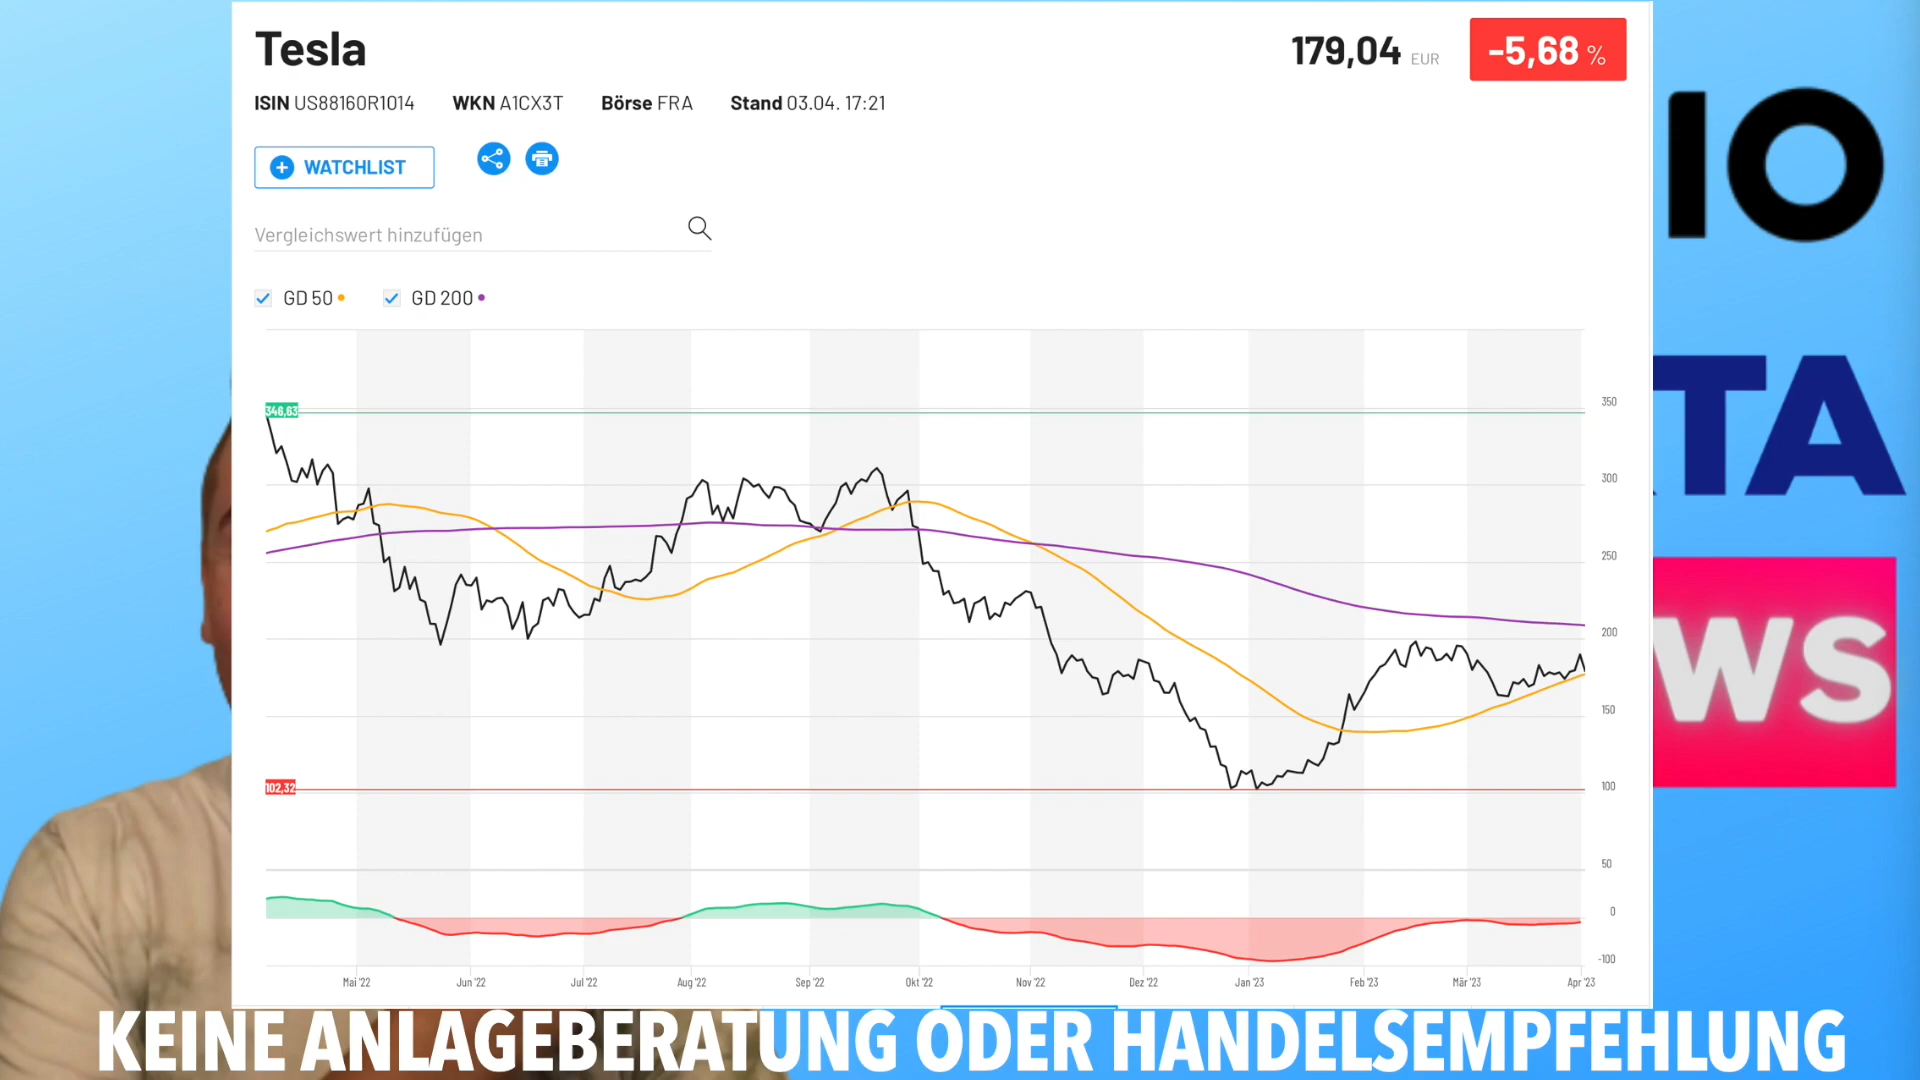 Tesla
179,04 EUR
-5,68 %
ISIN US88160R1014 WKN A1CX3T Börse FRA Stand 03.04. 17:21
WATCHLIST
Vergleichswert hinzufügen
GD 50 GD 200
346,63
350
300
250
200
150
102,32
100
50
0
-100
Mai '22 Jun '22 Jul '22 Aug '22 Sep '22 Okt '22 Nov '22 Dez '22 Jan '23 Feb '23 Mär '23 Apr '23
IO
TA
WS
KEINE ANLAGEBERATUNG ODER HANDELSEMPFEHLUNG